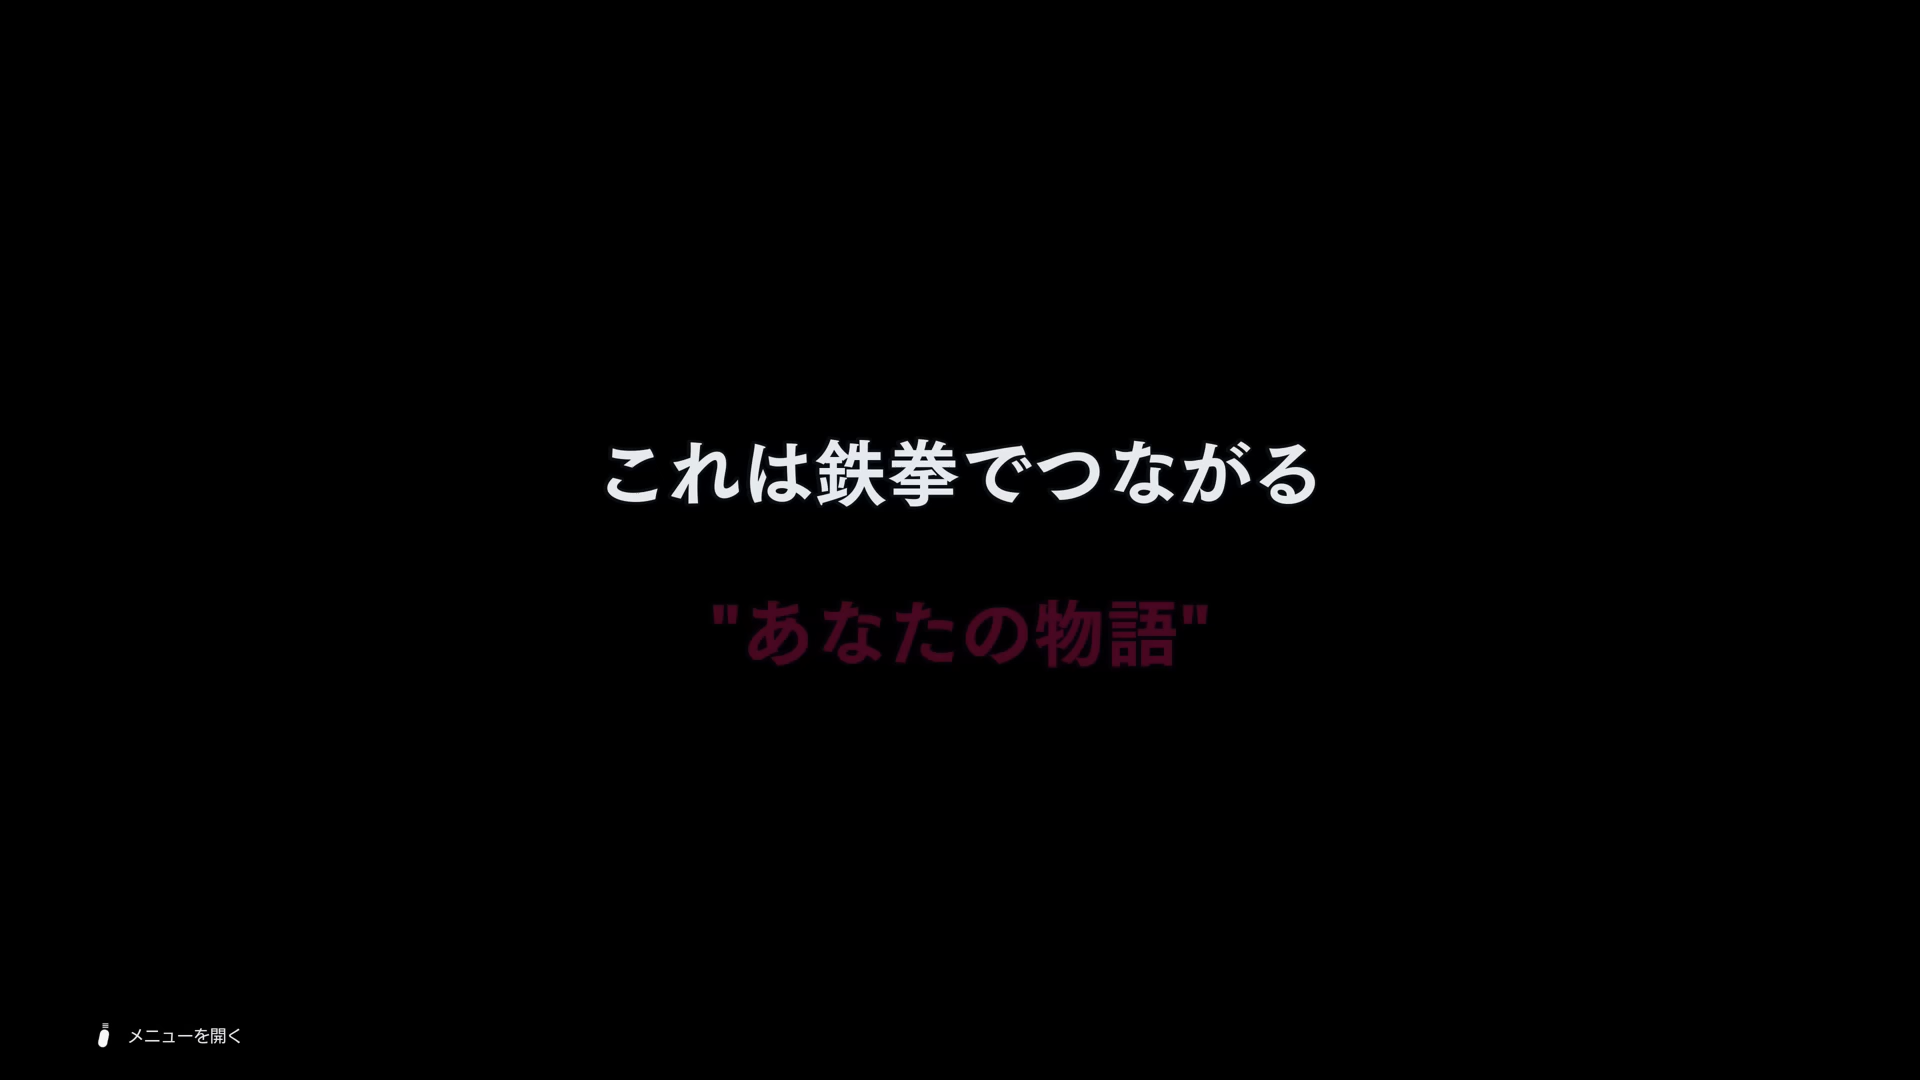 これは鉄拳でつながる
"あなたの物語"
メニューを開く